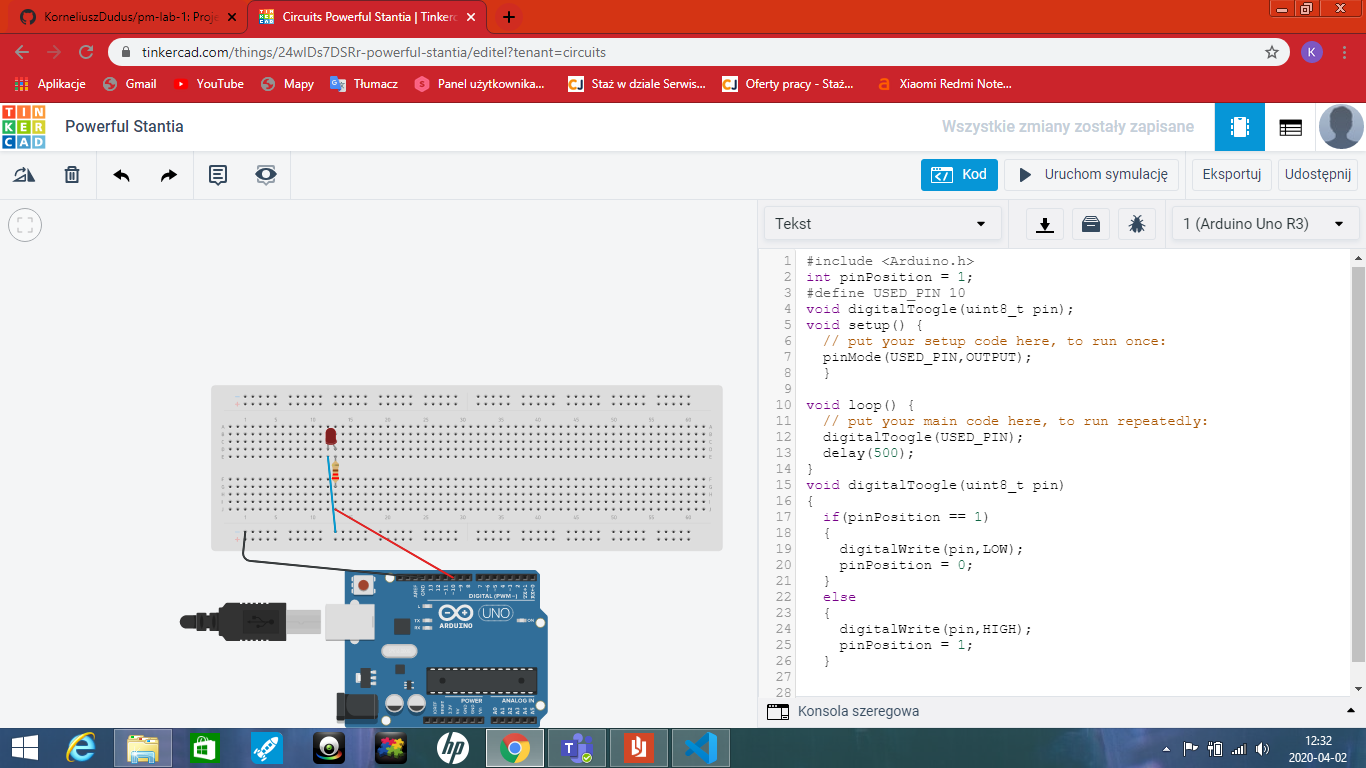 KorneliuszDudus/pm-lab-1: Proje
Circuits Powerful Stantia | Tinkerc
tinkercad.com/things/24wlDs7DSRr-powerful-stantia/editel?tenant=circuits
K
Aplikacje
Gmail
YouTube
Mapy
Tłumacz
Panel użytkownika...
Staż w dziale Serwis...
Oferty pracy - Staż...
Xiaomi Redmi Note...
TIN
KER
CAD
Powerful Stantia
Wszystkie zmiany zostały zapisane
Kod
Uruchom symulację
Eksportuj
Udostępnij
Tekst
1 (Arduino Uno R3)
1 #include <Arduino.h>
2 int pinPosition = 1;
3 #define USED_PIN 10
4 void digitalToogle(uint8_t pin);
5 void setup() {
6 // put your setup code here, to run once:
7 pinMode(USED_PIN,OUTPUT);
8 }
9
10 void loop() {
11 // put your main code here, to run repeatedly:
12 digitalToogle(USED_PIN);
13 delay(500);
14 }
15 void digitalToogle(uint8_t pin)
16 {
17 if(pinPosition == 1)
18 {
19 digitalWrite(pin,LOW);
20 pinPosition = 0;
21 }
22 else
23 {
24 digitalWrite(pin,HIGH);
25 pinPosition = 1;
26 }
27
28
DIGITAL (PWM ~)
UNO
ARDUINO
TX
RX
L
ON
POWER
ANALOG IN
Konsola szeregowa
hp
12:32
2020-04-02